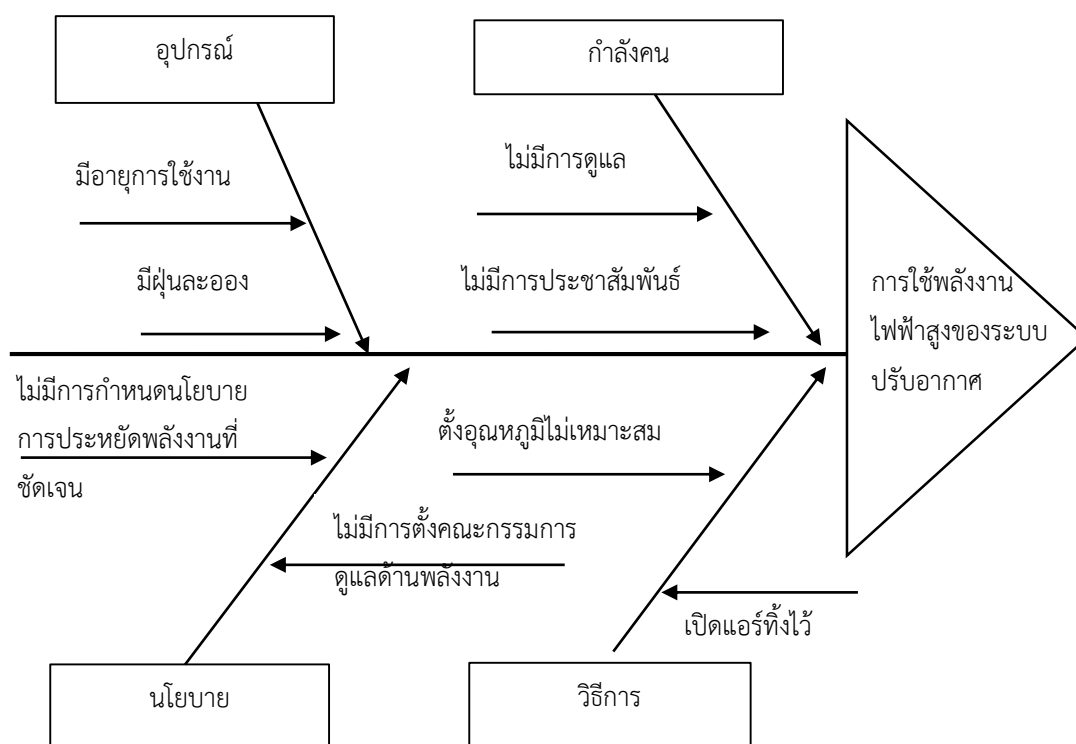 อุปกรณ์
กำลังคน
มีอายุการใช้งาน
ไม่มีการดูแล
มีฝุ่นละออง
ไม่มีการประชาสัมพันธ์
การใช้พลังงาน
ไฟฟ้าสูงของระบบ
ปรับอากาศ
ไม่มีการกำหนดนโยบาย
การประหยัดพลังงานที่
ชัดเจน
ตั้งอุณหภูมิไม่เหมาะสม
ไม่มีการตั้งคณะกรรมการ
ดูแลด้านพลังงาน
เปิดแอร์ทิ้งไว้
นโยบาย
วิธีการ